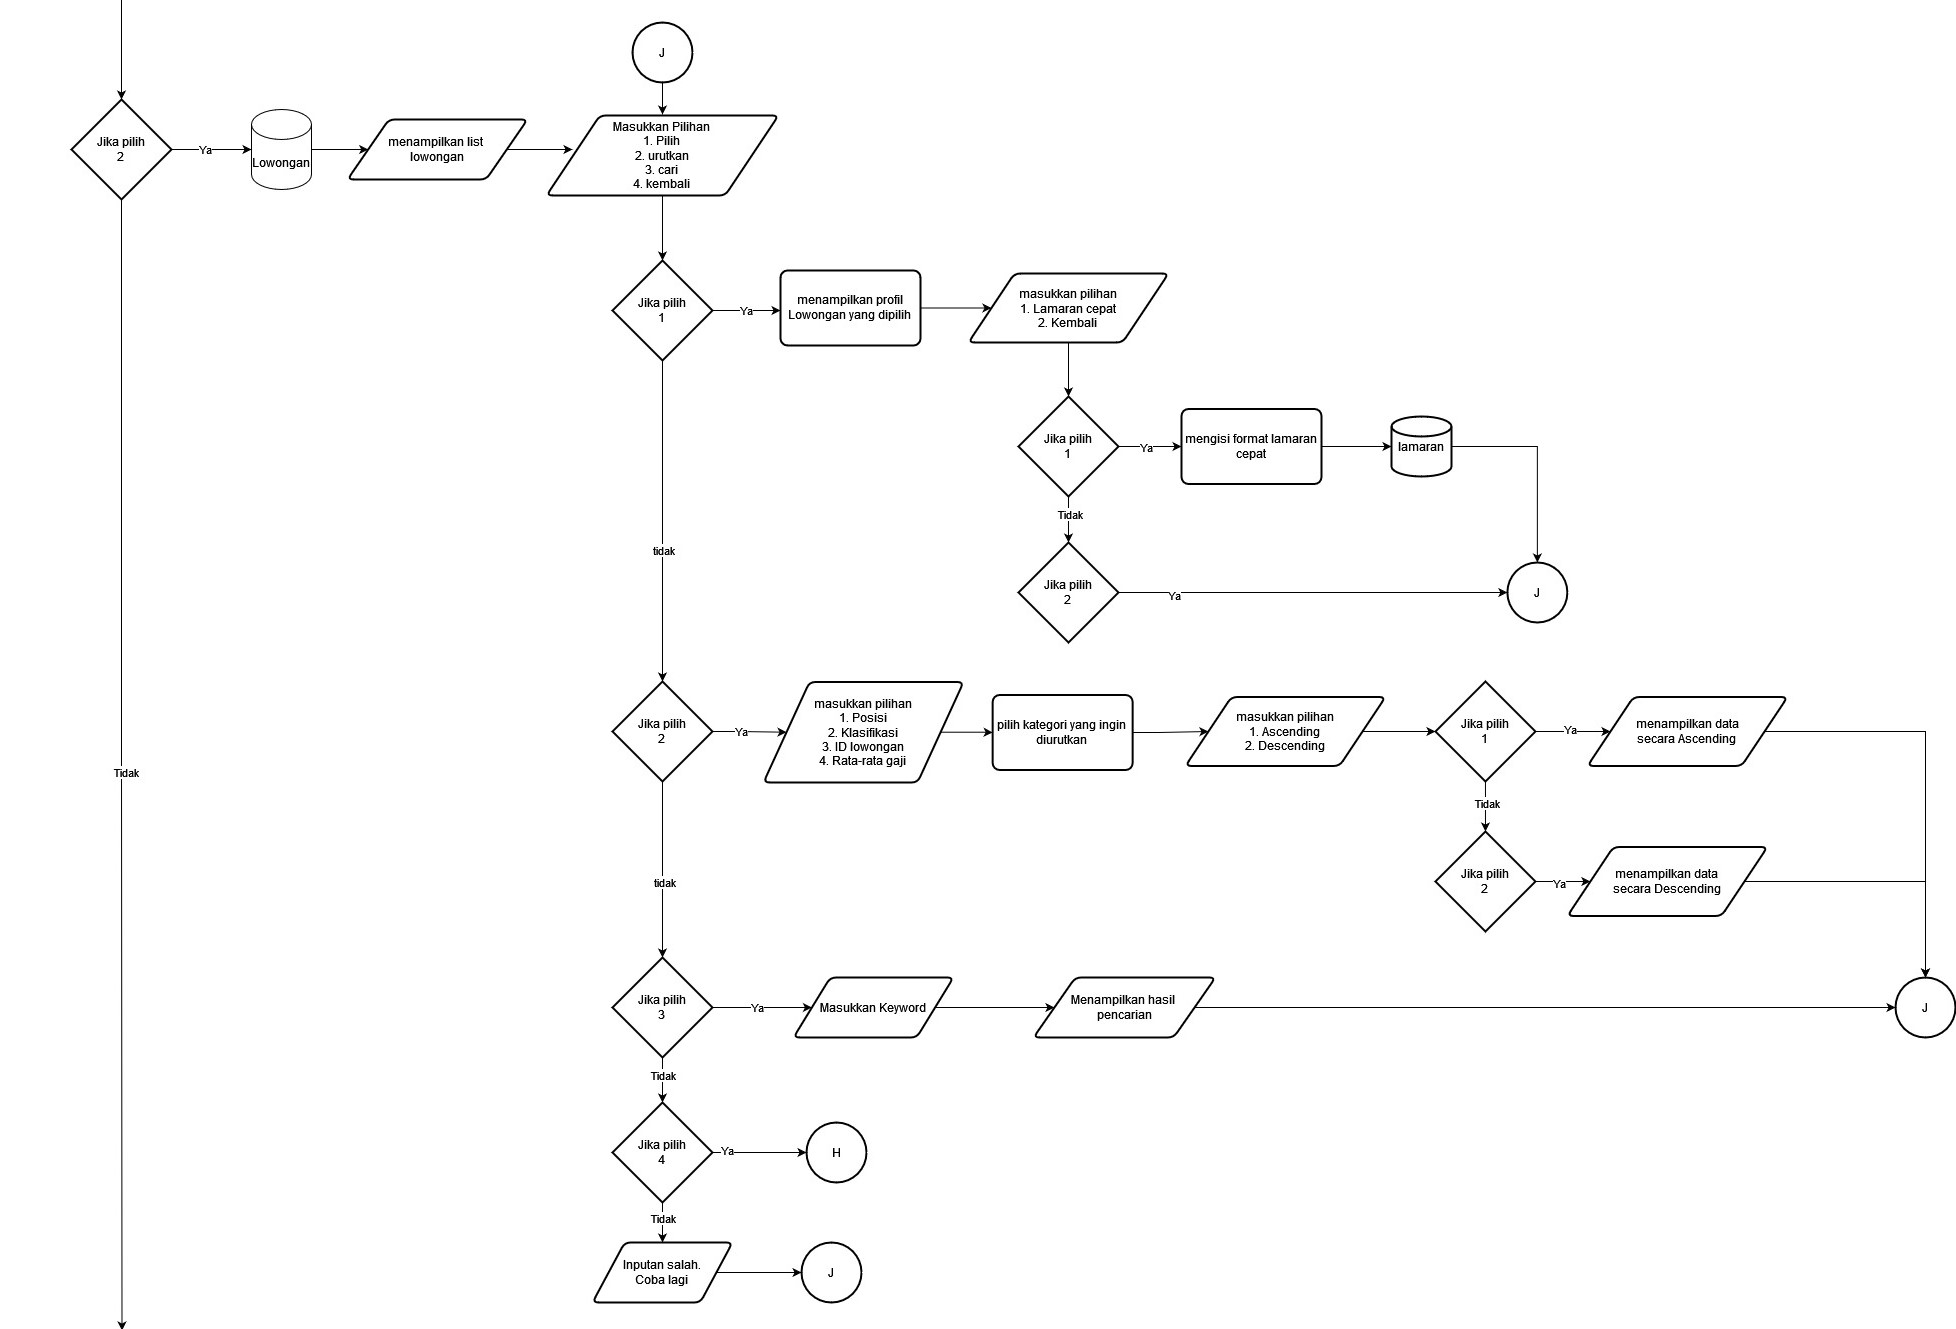 J
Jika pilih
2
Ya
Lowongan
menampilkan list
lowongan
Masukkan Pilihan
1. Pilih
2. urutkan
3. cari
4. kembali
Jika pilih
1
Ya
menampilkan profil
Lowongan yang dipilih
masukkan pilihan
1. Lamaran cepat
2. Kembali
Jika pilih
1
Ya
mengisi format lamaran
cepat
lamaran
Tidak
tidak
Jika pilih
2
Ya
J
Jika pilih
2
Ya
masukkan pilihan
1. Posisi
2. Klasifikasi
3. ID lowongan
4. Rata-rata gaji
pilih kategori yang ingin
diurutkan
masukkan pilihan
1. Ascending
2. Descending
Jika pilih
1
Ya
menampilkan data
secara Ascending
Tidak
Tidak
Jika pilih
2
Ya
menampilkan data
secara Descending
tidak
Jika pilih
3
Ya
Masukkan Keyword
Menampilkan hasil
pencarian
J
Tidak
Jika pilih
4
Ya
H
Tidak
Inputan salah.
Coba lagi
J